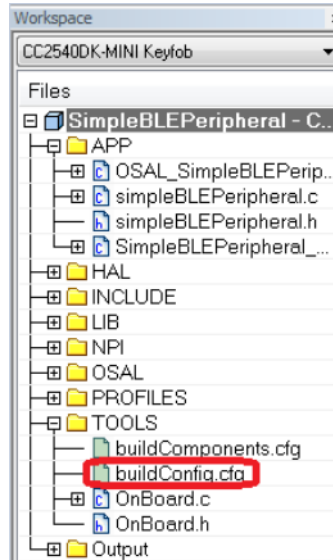 Workspace
CC2540DK-MINI Keyfob
Files
SimpleBLEPeripheral - C...
APP
OSAL_SimpleBLEPerip...
simpleBLEPeripheral.c
simpleBLEPeripheral.h
SimpleBLEPeripheral_...
HAL
INCLUDE
LIB
NPI
OSAL
PROFILES
TOOLS
buildComponents.cfg
buildConfig.cfg
OnBoard.c
OnBoard.h
Output